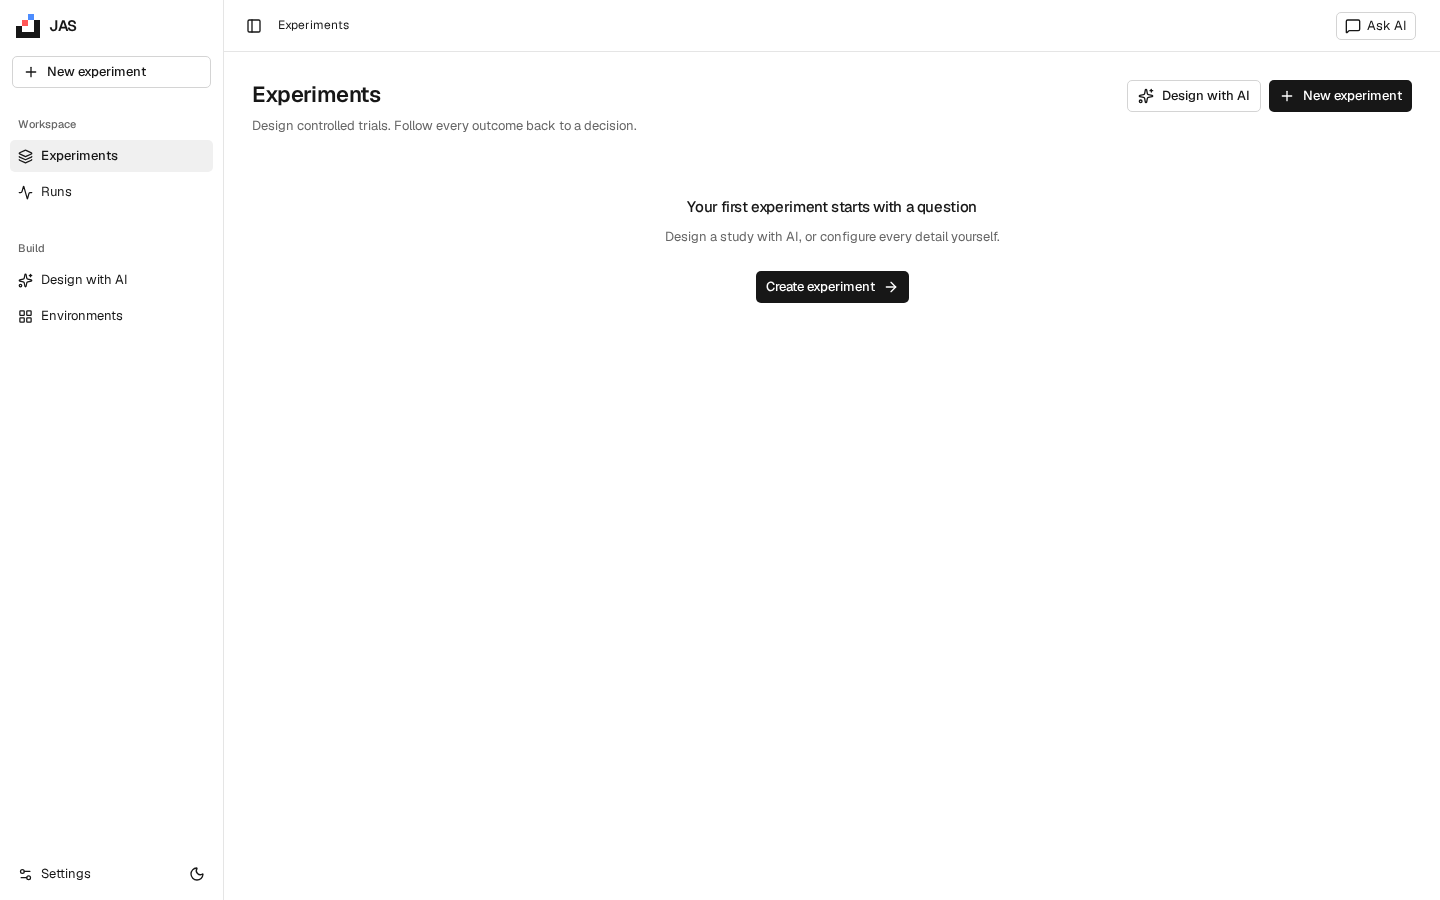 JAS
New experiment
Workspace
Experiments
Runs
Build
Design with AI
Environments
Settings
Experiments
Ask AI
Experiments
Design with AI
New experiment
Design controlled trials. Follow every outcome back to a decision.
Your first experiment starts with a question
Design a study with AI, or configure every detail yourself.
Create experiment